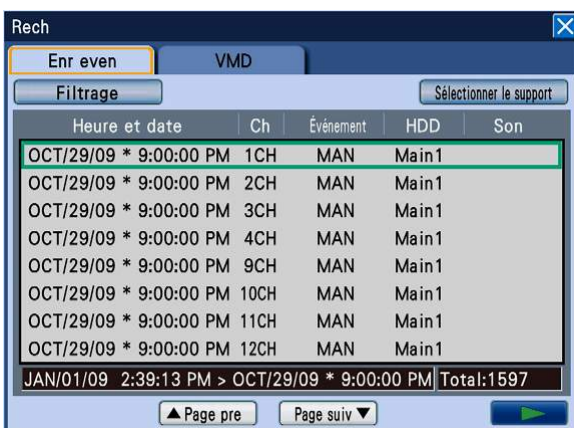 Rech
Enr even VMD
Filtrage Sélectionner le support
Heure et date Ch Événement HDD Son
OCT/29/09 * 9:00:00 PM 1CH MAN Main1
OCT/29/09 * 9:00:00 PM 2CH MAN Main1
OCT/29/09 * 9:00:00 PM 3CH MAN Main1
OCT/29/09 * 9:00:00 PM 4CH MAN Main1
OCT/29/09 * 9:00:00 PM 9CH MAN Main1
OCT/29/09 * 9:00:00 PM 10CH MAN Main1
OCT/29/09 * 9:00:00 PM 11CH MAN Main1
OCT/29/09 * 9:00:00 PM 12CH MAN Main1
JAN/01/09 2:39:13 PM > OCT/29/09 * 9:00:00 PM Total:1597
▲ Page pre Page suiv ▼